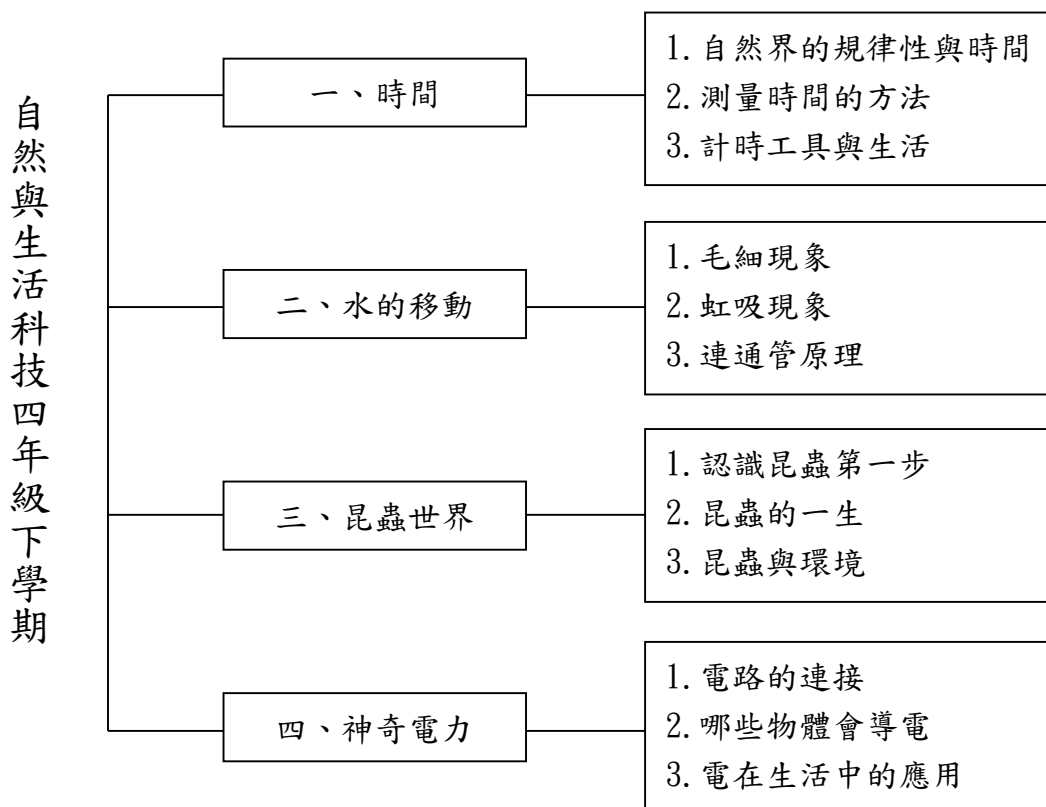 自然與生活科技四年級下學期
一、時間
1.自然界的規律性與時間
2.測量時間的方法
3.計時工具與生活
二、水的移動
1.毛細現象
2.虹吸現象
3.連通管原理
三、昆蟲世界
1.認識昆蟲第一步
2.昆蟲的一生
3.昆蟲與環境
四、神奇電力
1.電路的連接
2.哪些物體會導電
3.電在生活中的應用